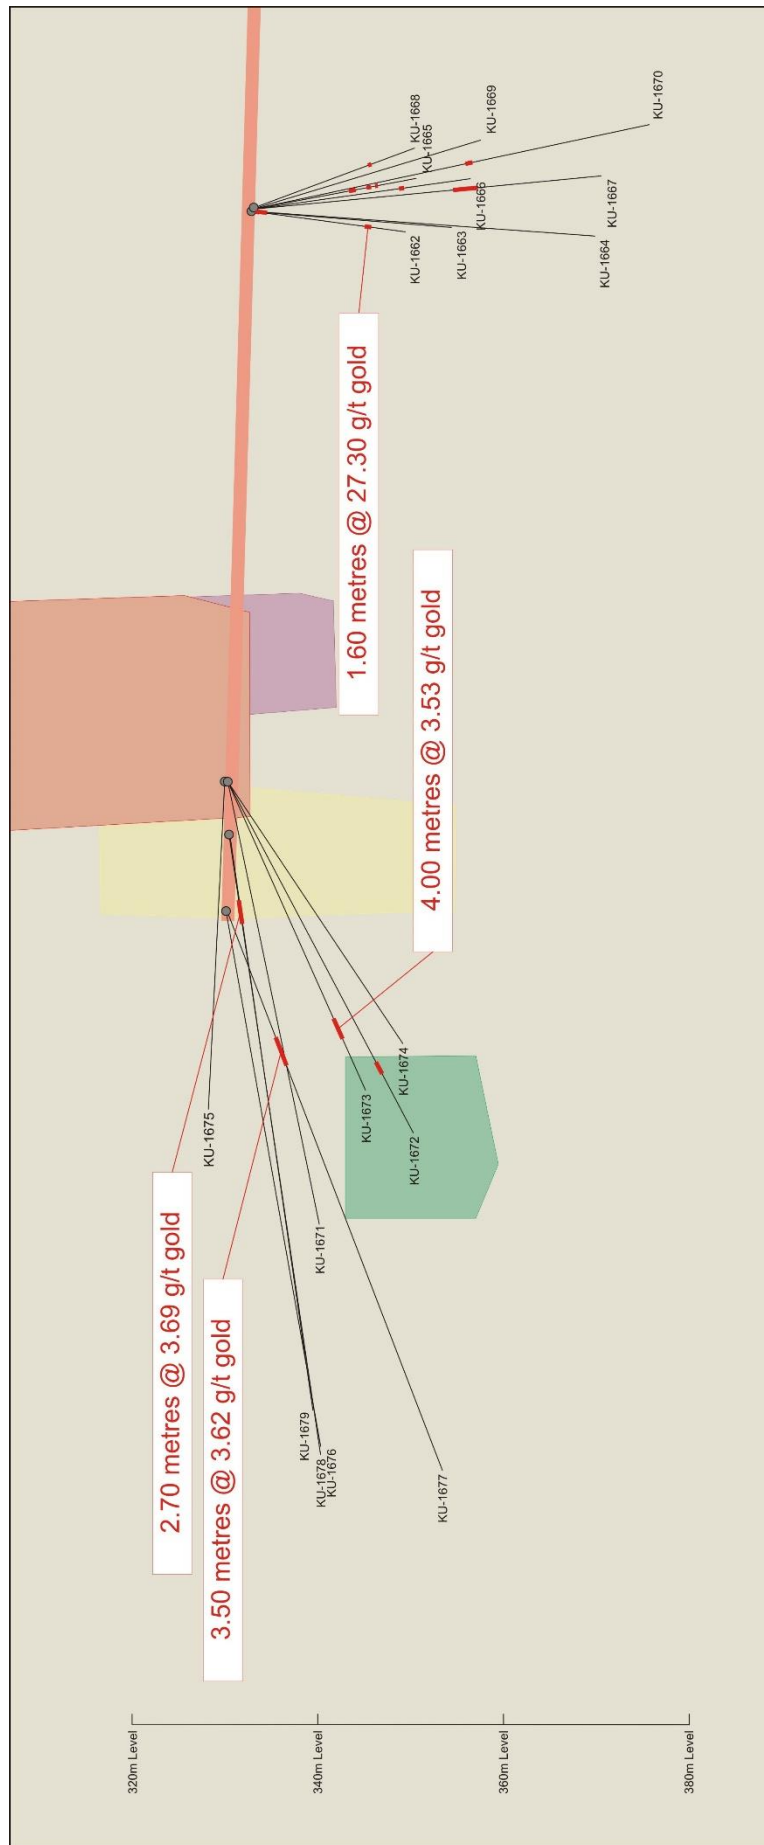 320m Level
340m Level
360m Level
380m Level
2.70 metres @ 3.69 g/t gold
3.50 metres @ 3.62 g/t gold
4.00 metres @ 3.53 g/t gold
1.60 metres @ 27.30 g/t gold
KU-1679
KU-1678
KU-1676
KU-1677
KU-1675
KU-1671
KU-1673
KU-1672
KU-1674
KU-1662
KU-1663
KU-1664
KU-1668
KU-1665
KU-1669
KU-1666
KU-1667
KU-1670